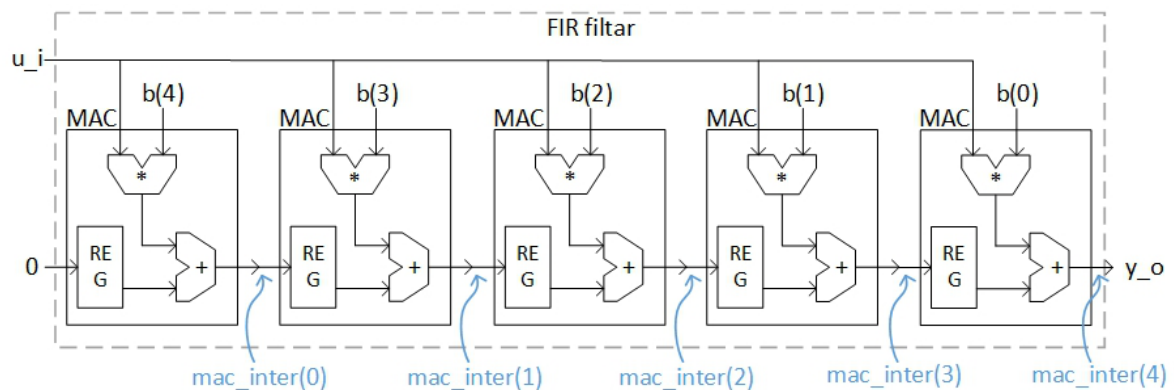 FIR filtar
u_i
b(4) b(3) b(2) b(1) b(0)
MAC MAC MAC MAC MAC
* * * * *
RE
G
+
RE
G
+
RE
G
+
RE
G
+
RE
G
+
0
y_o
mac_inter(0) mac_inter(1) mac_inter(2) mac_inter(3) mac_inter(4)